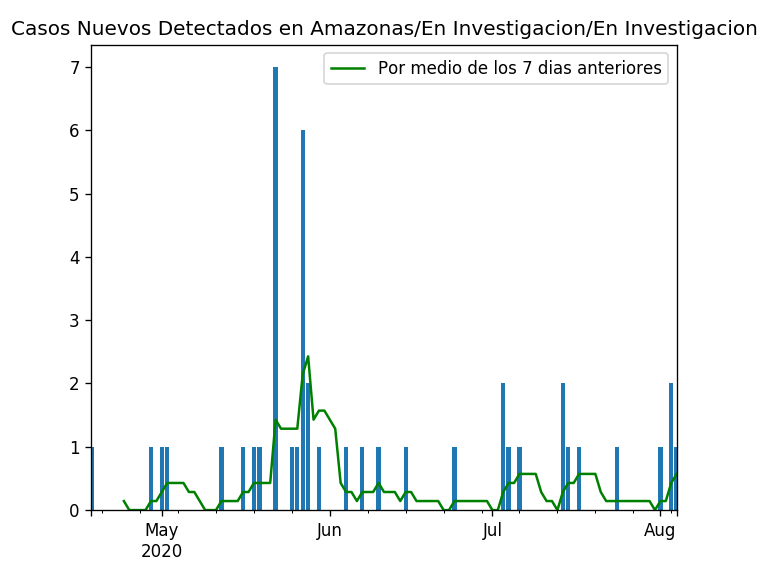 Casos Nuevos Detectados en Amazonas/En Investigacion/En Investigacion
Por medio de los 7 dias anteriores
7
6
5
4
3
2
1
0
May
2020
Jun
Jul
Aug